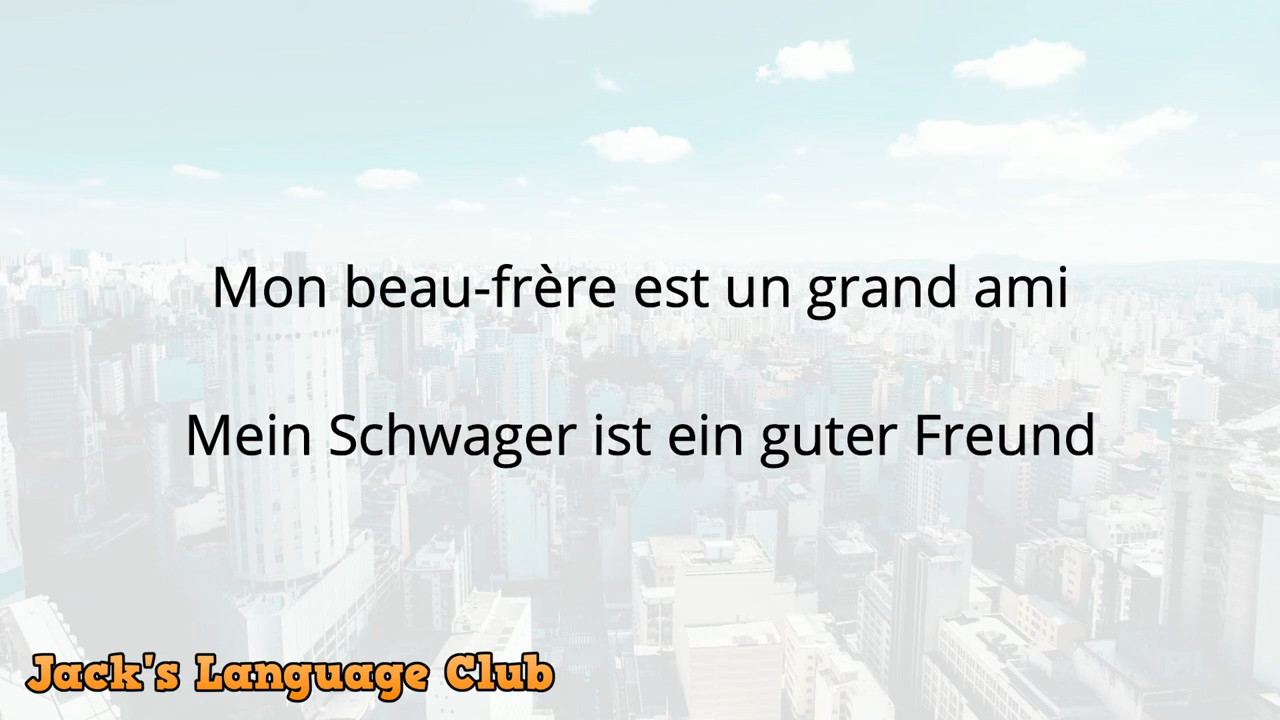 Mon beau-frère est un grand ami
Mein Schwager ist ein guter Freund
Jack's Language Club